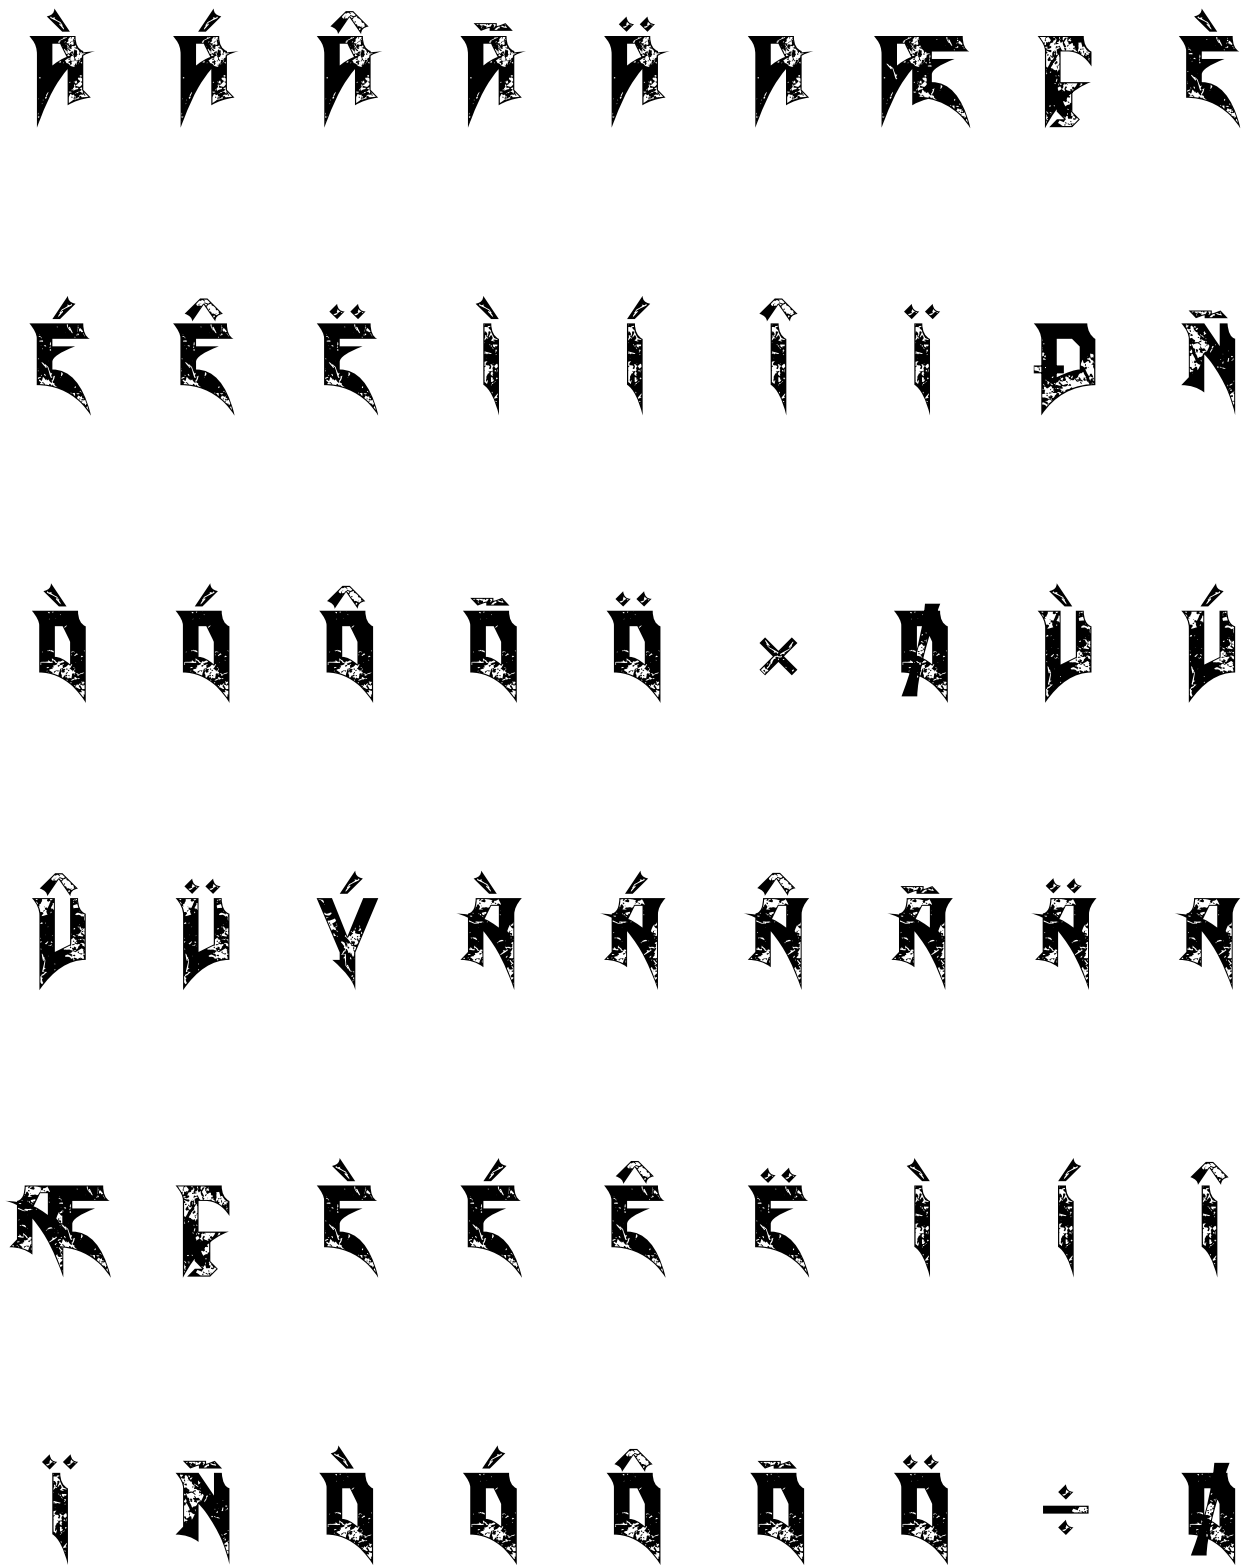 À Á Â Ã Ä Å Æ Ç È
É Ê Ë Ì Í Î Ï Ð Ñ
Ò Ó Ô Õ Ö × Ø Ù Ú
Û Ü Ý à á â ã ä å
æ ç è é ê ë ì í î
ï ñ ò ó ô õ ö ÷ ø